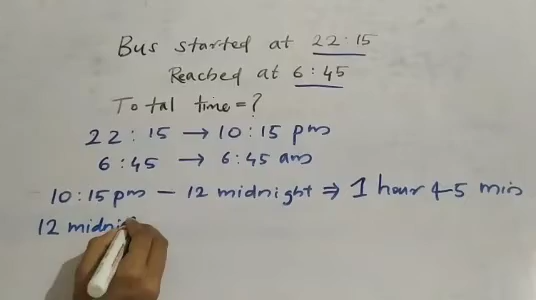 Bus started at 22:15
Reached at 6:45
Total time=?
22:15 → 10:15 pm
6:45 → 6:45 am
10:15 pm – 12 midnight ⇒ 1 hour 45 min
12 midni